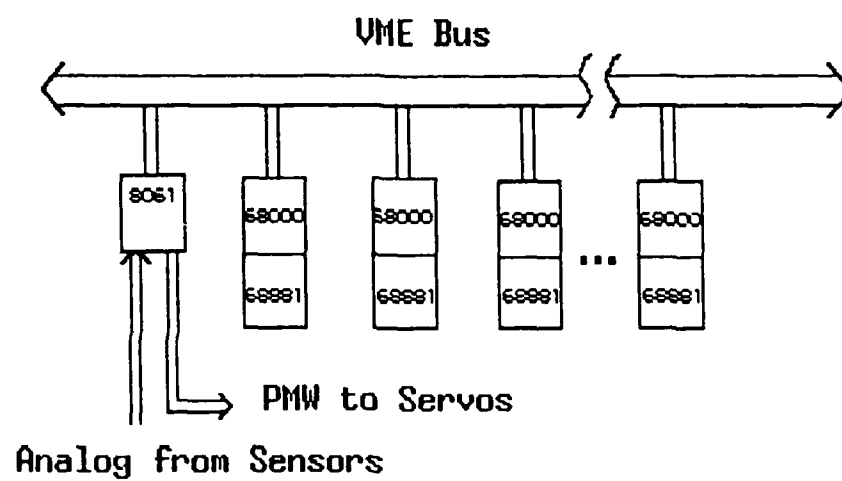 VME Bus
8061
68000 68000 68000 68000
...
68881 68881 68881 68881
PMW to Servos
Analog from Sensors